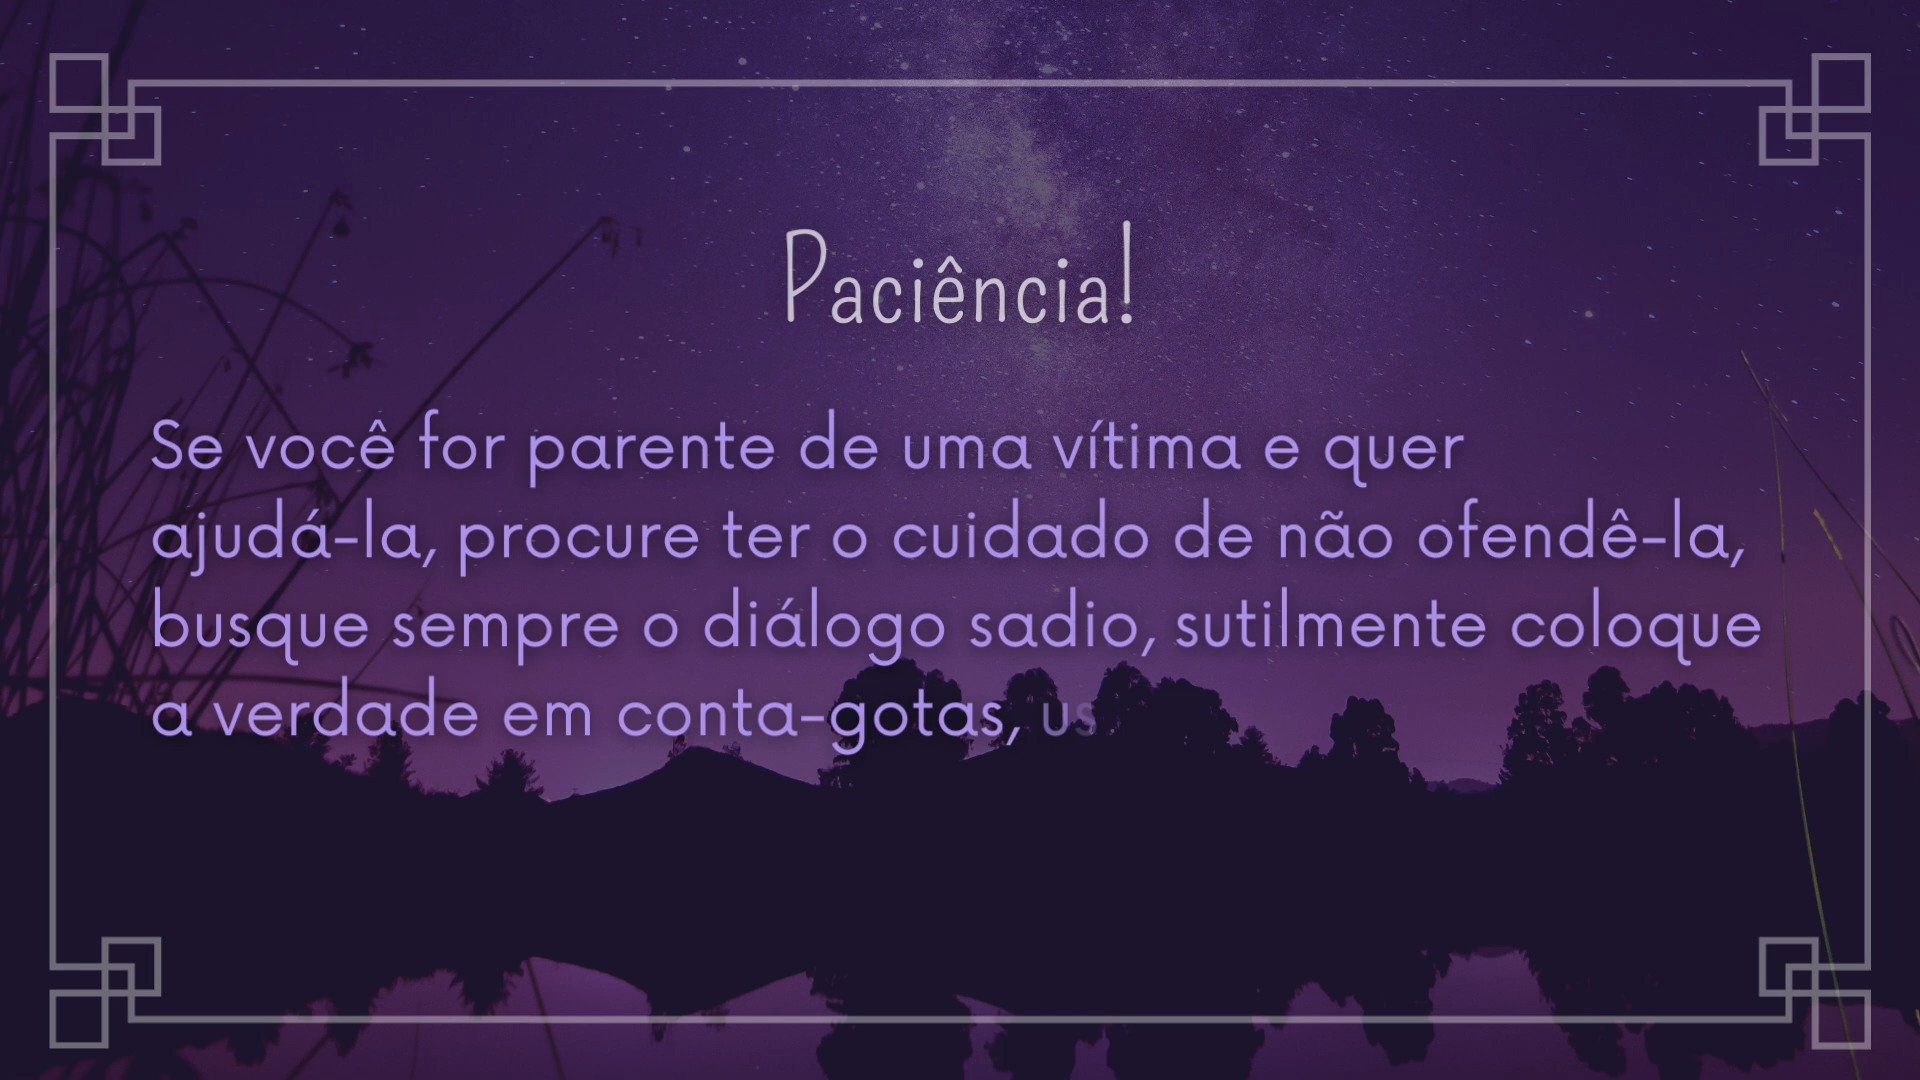 Paciência!
Se você for parente de uma vítima e quer
ajudá-la, procure ter o cuidado de não ofendê-la,
busque sempre o diálogo sadio, sutilmente coloque
a verdade em conta-gotas, us